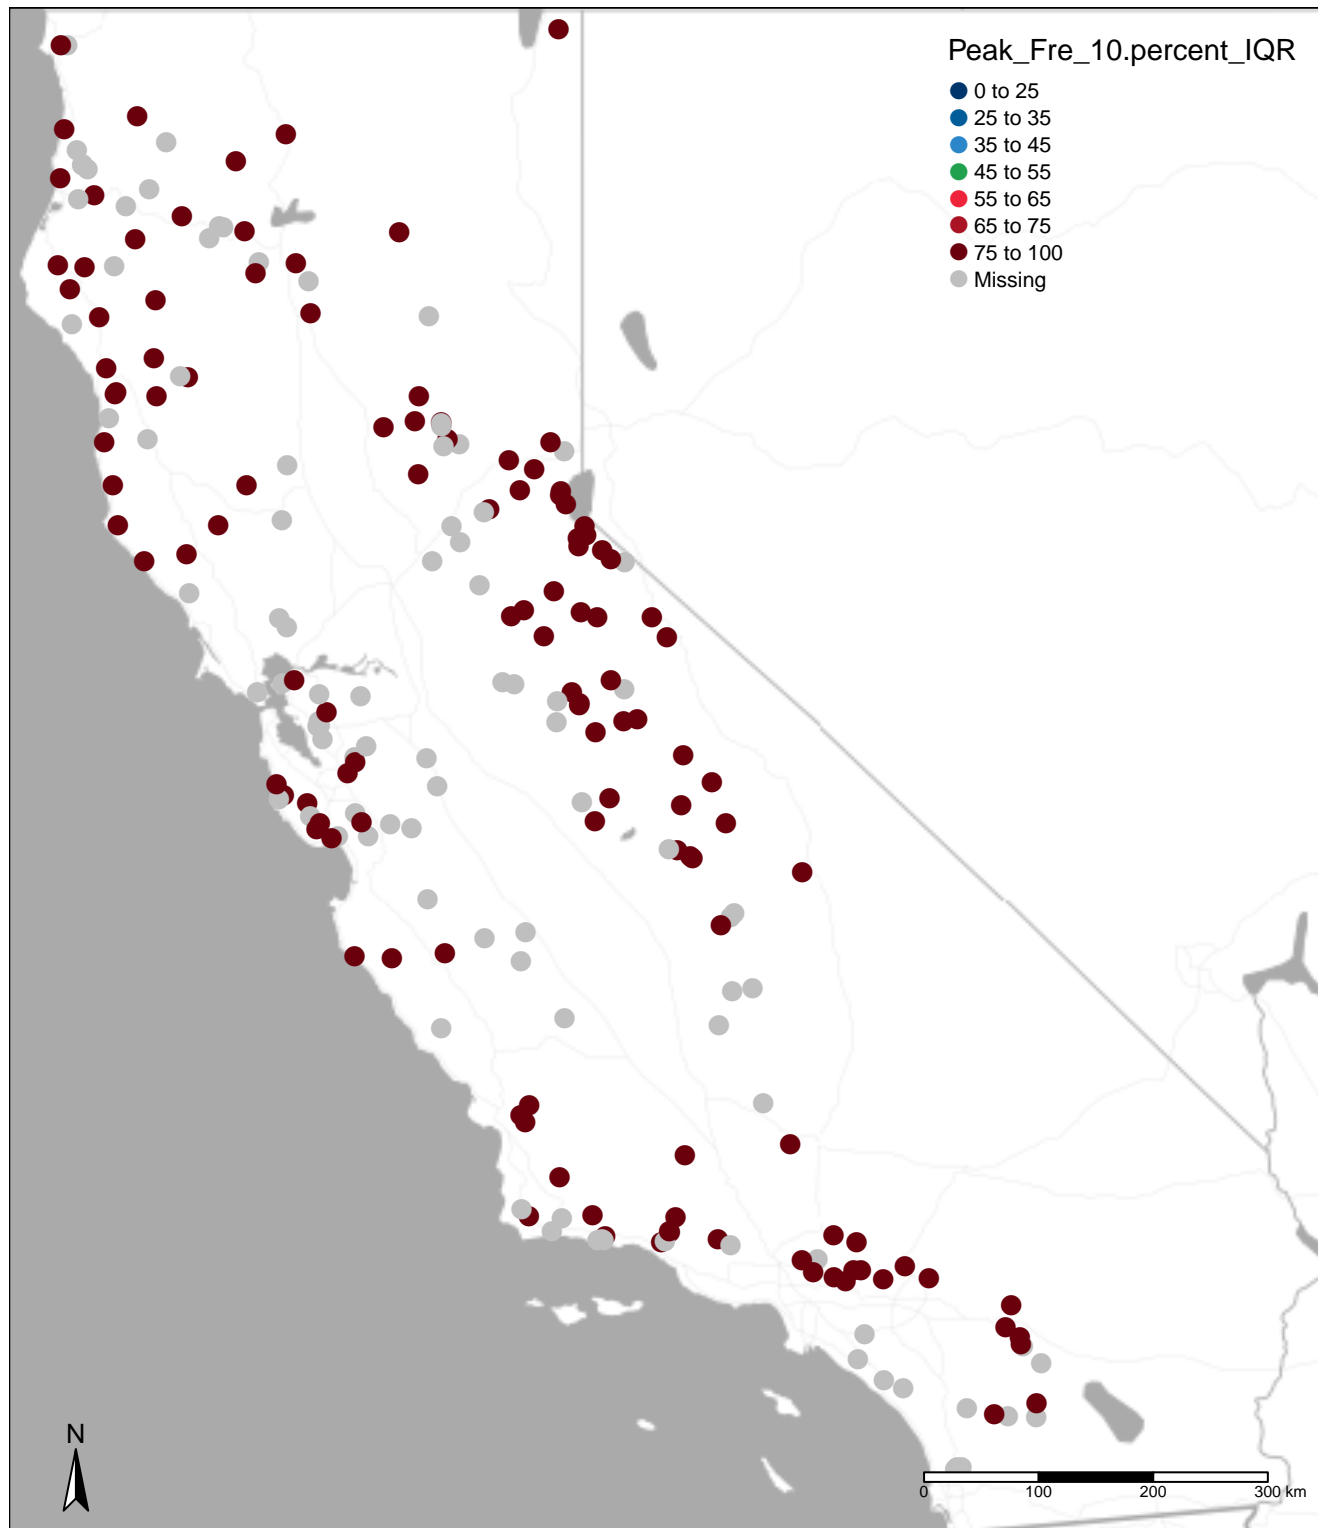 Peak_Fre_10.percent_IQR
0 to 25
25 to 35
35 to 45
45 to 55
55 to 65
65 to 75
75 to 100
Missing
N
0 100 200 300 km